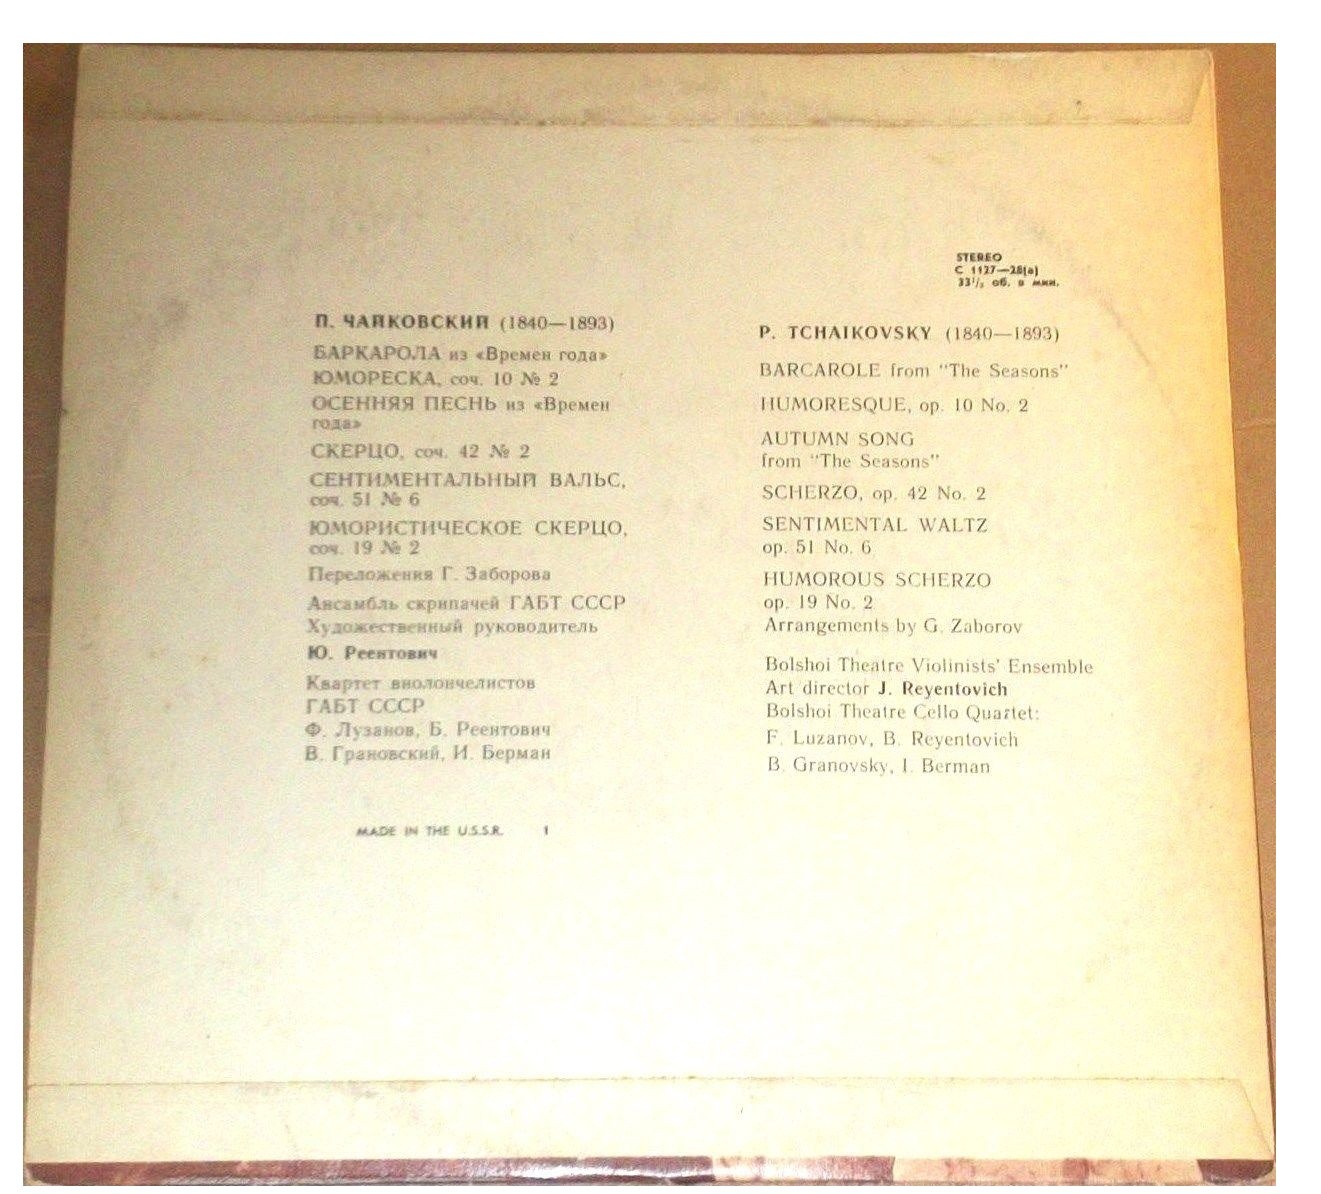 STEREO
С 1127—28(а)
33¹/₃ об. в мин.
П. ЧАЙКОВСКИЙ (1840—1893)
БАРКАРОЛА из «Времен года»
ЮМОРЕСКА, соч. 10 № 2
ОСЕННЯЯ ПЕСНЬ из «Времен
года»
СКЕРЦО, соч. 42 № 2
СЕНТИМЕНТАЛЬНЫЙ ВАЛЬС,
соч. 51 № 6
ЮМОРИСТИЧЕСКОЕ СКЕРЦО,
соч. 19 № 2
Переложения Г. Заборова
Ансамбль скрипачей ГАБТ СССР
Художественный руководитель
Ю. Реентович
Квартет виолончелистов
ГАБТ СССР
Ф. Лузанов, Б. Реентович
В. Грановский, И. Берман
MADE IN THE U.S.S.R. 1
P. TCHAIKOVSKY (1840—1893)
BARCAROLE from "The Seasons"
HUMORESQUE, op. 10 No. 2
AUTUMN SONG
from "The Seasons"
SCHERZO, op. 42 No. 2
SENTIMENTAL WALTZ
op. 51 No. 6
HUMOROUS SCHERZO
op. 19 No. 2
Arrangements by G. Zaborov
Bolshoi Theatre Violinists' Ensemble
Art director J. Reyentovich
Bolshoi Theatre Cello Quartet:
F. Luzanov, B. Reyentovich
B. Granovsky, I. Berman